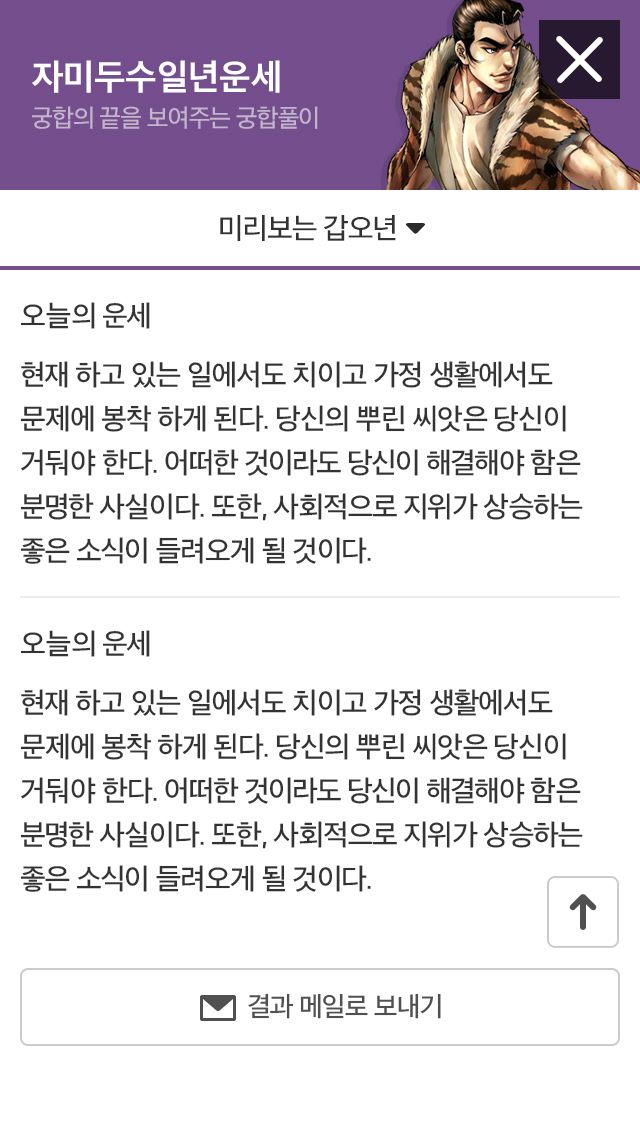 자미두수일년운세
궁합의 끝을 보여주는 궁합풀이
미리보는 갑오년
오늘의 운세
현재 하고 있는 일에서도 치이고 가정 생활에서도
문제에 봉착 하게 된다. 당신의 뿌린 씨앗은 당신이
거둬야 한다. 어떠한 것이라도 당신이 해결해야 함은
분명한 사실이다. 또한, 사회적으로 지위가 상승하는
좋은 소식이 들려오게 될 것이다.
오늘의 운세
현재 하고 있는 일에서도 치이고 가정 생활에서도
문제에 봉착 하게 된다. 당신의 뿌린 씨앗은 당신이
거둬야 한다. 어떠한 것이라도 당신이 해결해야 함은
분명한 사실이다. 또한, 사회적으로 지위가 상승하는
좋은 소식이 들려오게 될 것이다.
결과 메일로 보내기